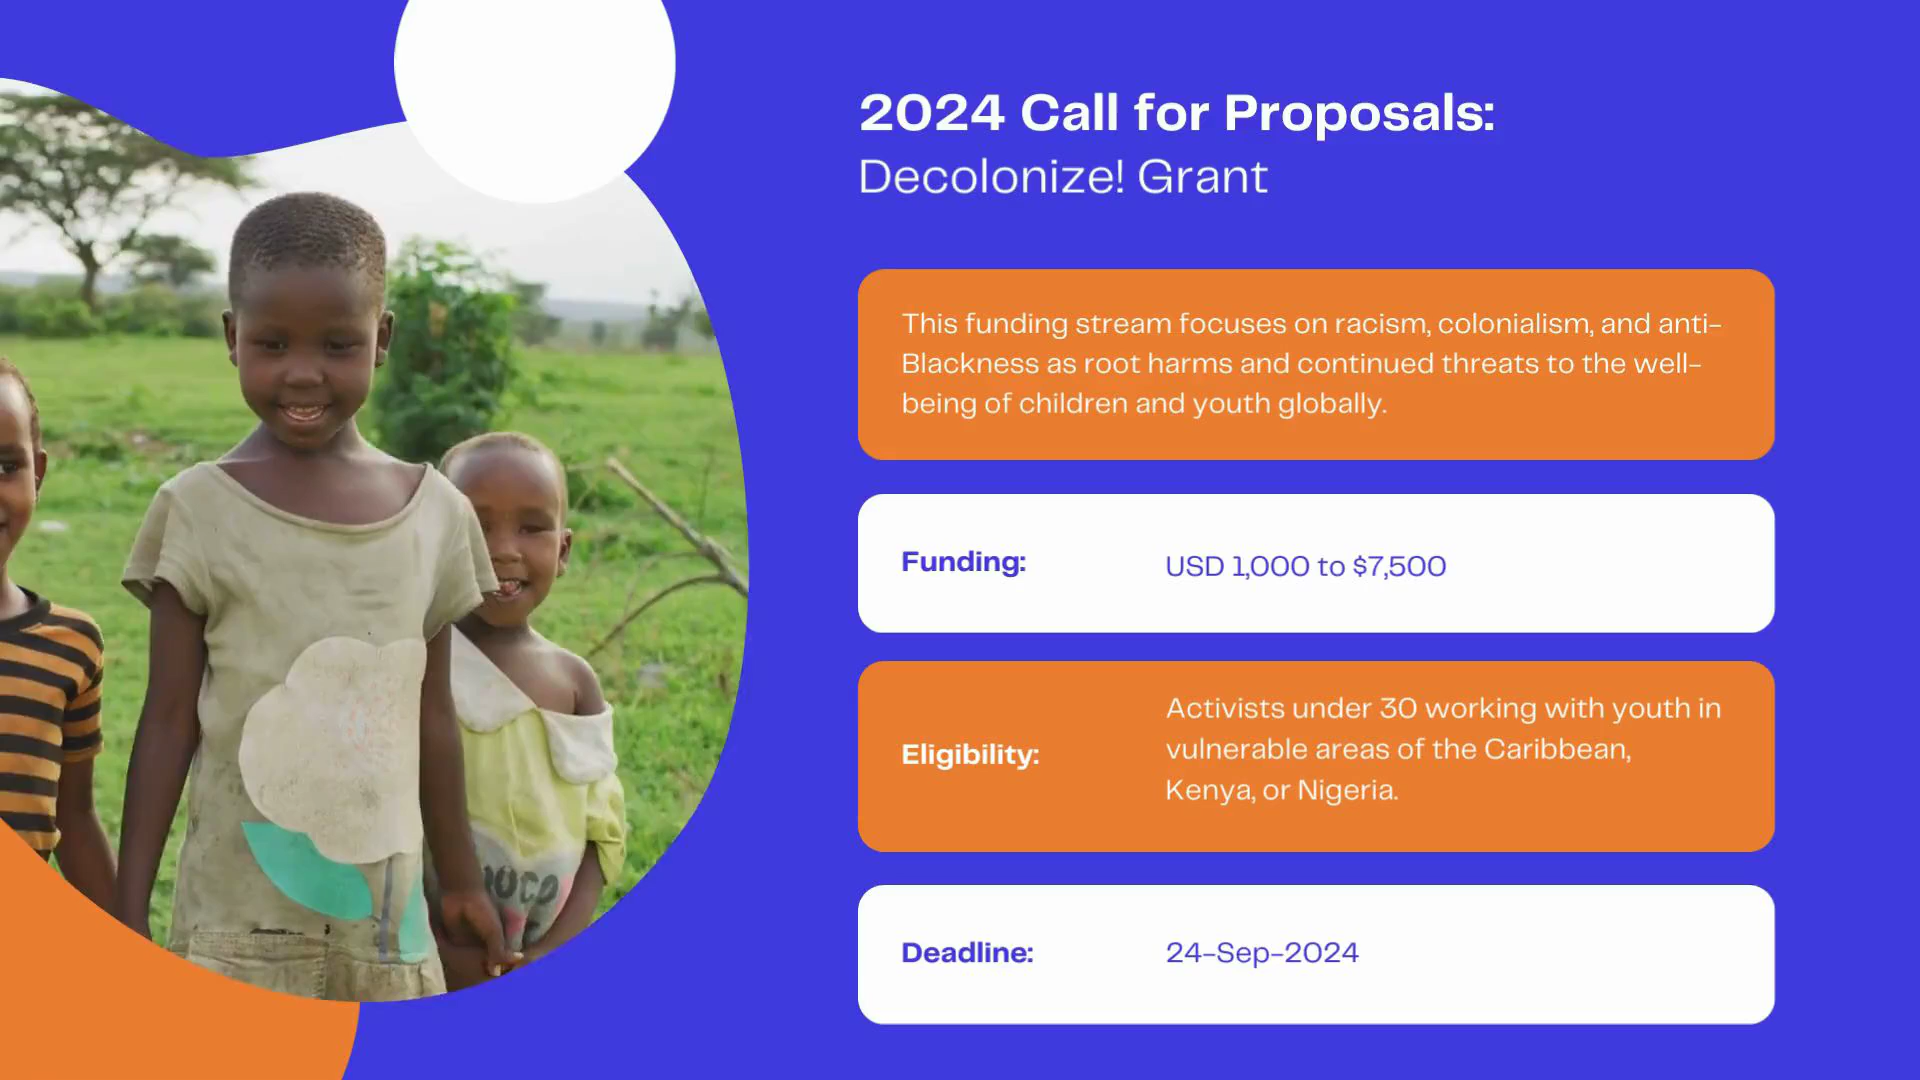 2024 Call for Proposals:
Decolonize! Grant
This funding stream focuses on racism, colonialism, and anti-
Blackness as root harms and continued threats to the well-
being of children and youth globally.
Funding:
USD 1,000 to $7,500
Eligibility:
Activists under 30 working with youth in
vulnerable areas of the Caribbean,
Kenya, or Nigeria.
Deadline:
24-Sep-2024